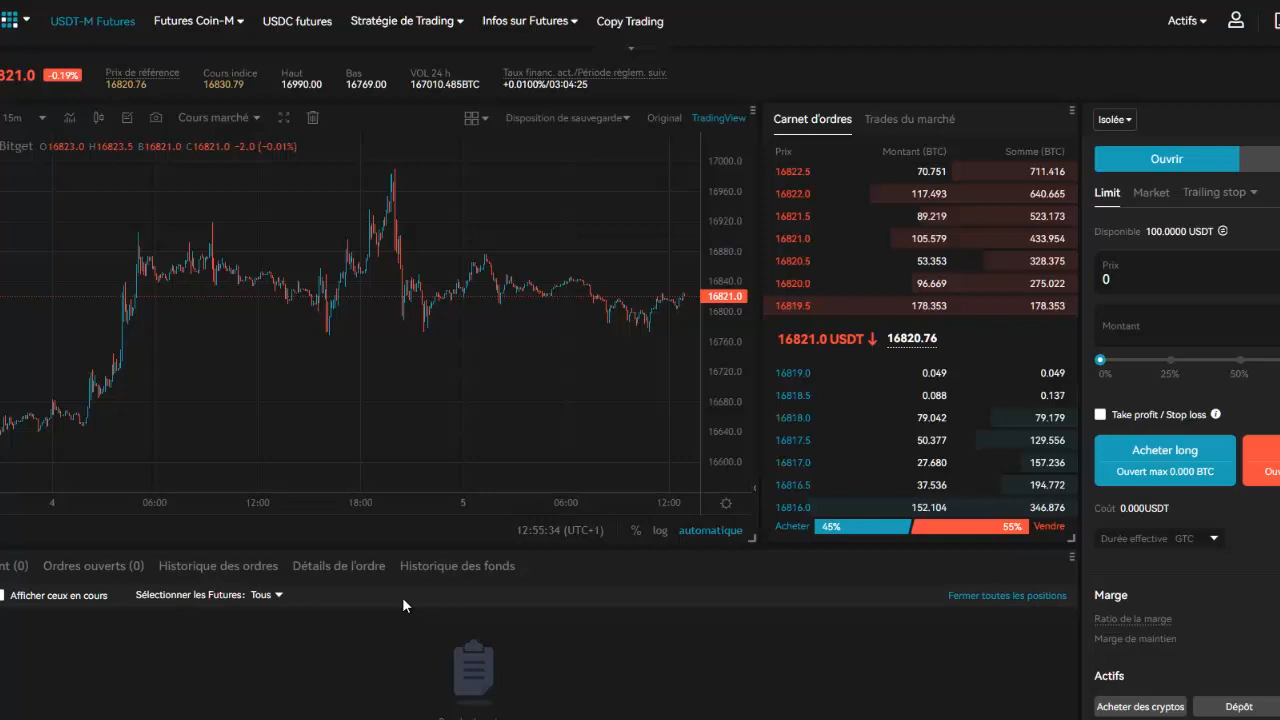 USDT-M Futures Futures Coin-M USDC futures Stratégie de Trading Infos sur Futures Copy Trading Actifs
821.0 -0.19%
Prix de référence
16820.76
Cours indice
16830.79
Haut
16990.00
Bas
16769.00
VOL 24 h
167010.485BTC
Taux financ. act./Période règlem. suiv.
+0.0100%/03:04:25
15m Cours marché Disposition de sauvegarde Original TradingView
Bitget O16823.0 H16823.5 B16821.0 C16821.0 -2.0 (-0.01%)
17000.0
16960.0
16920.0
16880.0
16840.0
16821.0
16800.0
16760.0
16720.0
16680.0
16640.0
16600.0
4 06:00 12:00 18:00 5 06:00 12:00
12:55:34 (UTC+1) % log automatique
Carnet d'ordres Trades du marché
Prix Montant (BTC) Somme (BTC)
16822.5 70.751 711.416
16822.0 117.493 640.665
16821.5 89.219 523.173
16821.0 105.579 433.954
16820.5 53.353 328.375
16820.0 96.669 275.022
16819.5 178.353 178.353
16821.0 USDT 16820.76
16819.0 0.049 0.049
16818.5 0.088 0.137
16818.0 79.042 79.179
16817.5 50.377 129.556
16817.0 27.680 157.236
16816.5 37.536 194.772
16816.0 152.104 346.876
Acheter 45% 55% Vendre
Isolée
Ouvrir
Limit Market Trailing stop
Disponible 100.0000 USDT
Prix
0
Montant
0% 25% 50%
Take profit / Stop loss
Acheter long
Ouvert max 0.000 BTC
Ou
Coût 0.000USDT
Durée effective GTC
Marge
Ratio de la marge
Marge de maintien
Actifs
Acheter des cryptos Dépôt
nt (0) Ordres ouverts (0) Historique des ordres Détails de l'ordre Historique des fonds
Afficher ceux en cours Sélectionner les Futures: Tous Fermer toutes les positions